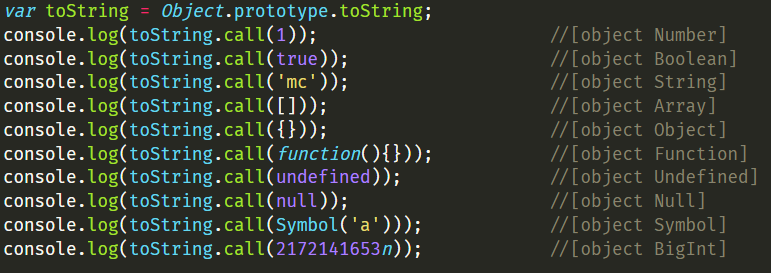 var toString = Object.prototype.toString;
console.log(toString.call(1)); //[object Number]
console.log(toString.call(true)); //[object Boolean]
console.log(toString.call('mc')); //[object String]
console.log(toString.call([])); //[object Array]
console.log(toString.call({})); //[object Object]
console.log(toString.call(function(){})); //[object Function]
console.log(toString.call(undefined)); //[object Undefined]
console.log(toString.call(null)); //[object Null]
console.log(toString.call(Symbol('a'))); //[object Symbol]
console.log(toString.call(2172141653n)); //[object BigInt]